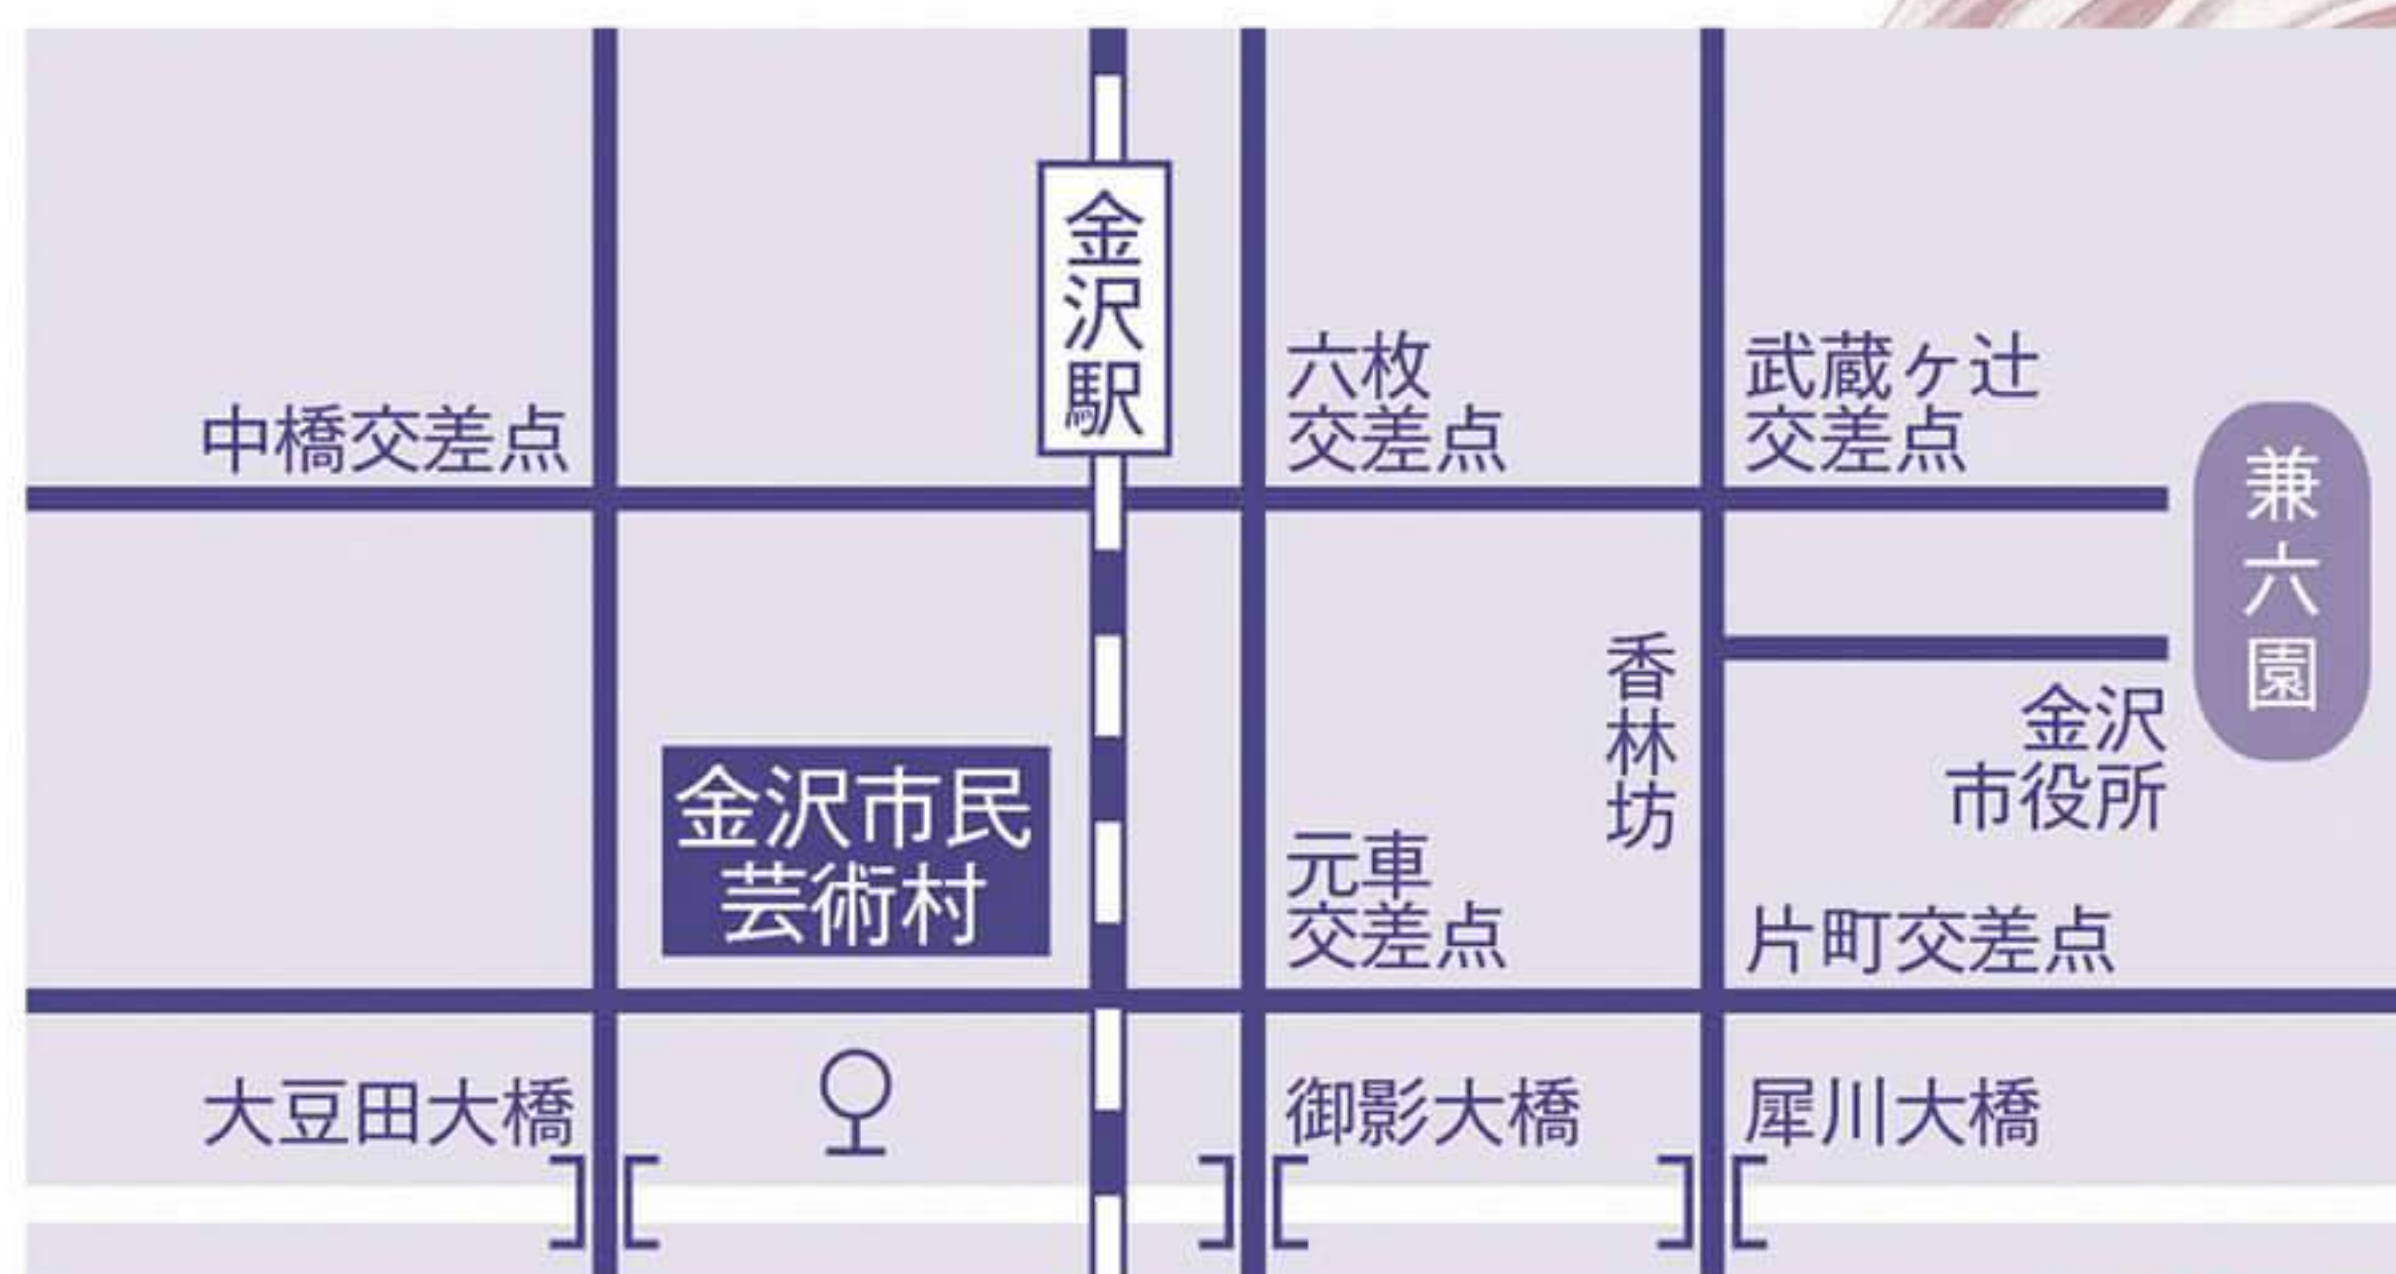 金沢駅
六枚
交差点
武蔵ヶ辻
交差点
中橋交差点
兼六園
香林坊
金沢
市役所
金沢市民
芸術村
元車
交差点
片町交差点
大豆田大橋
御影大橋
犀川大橋